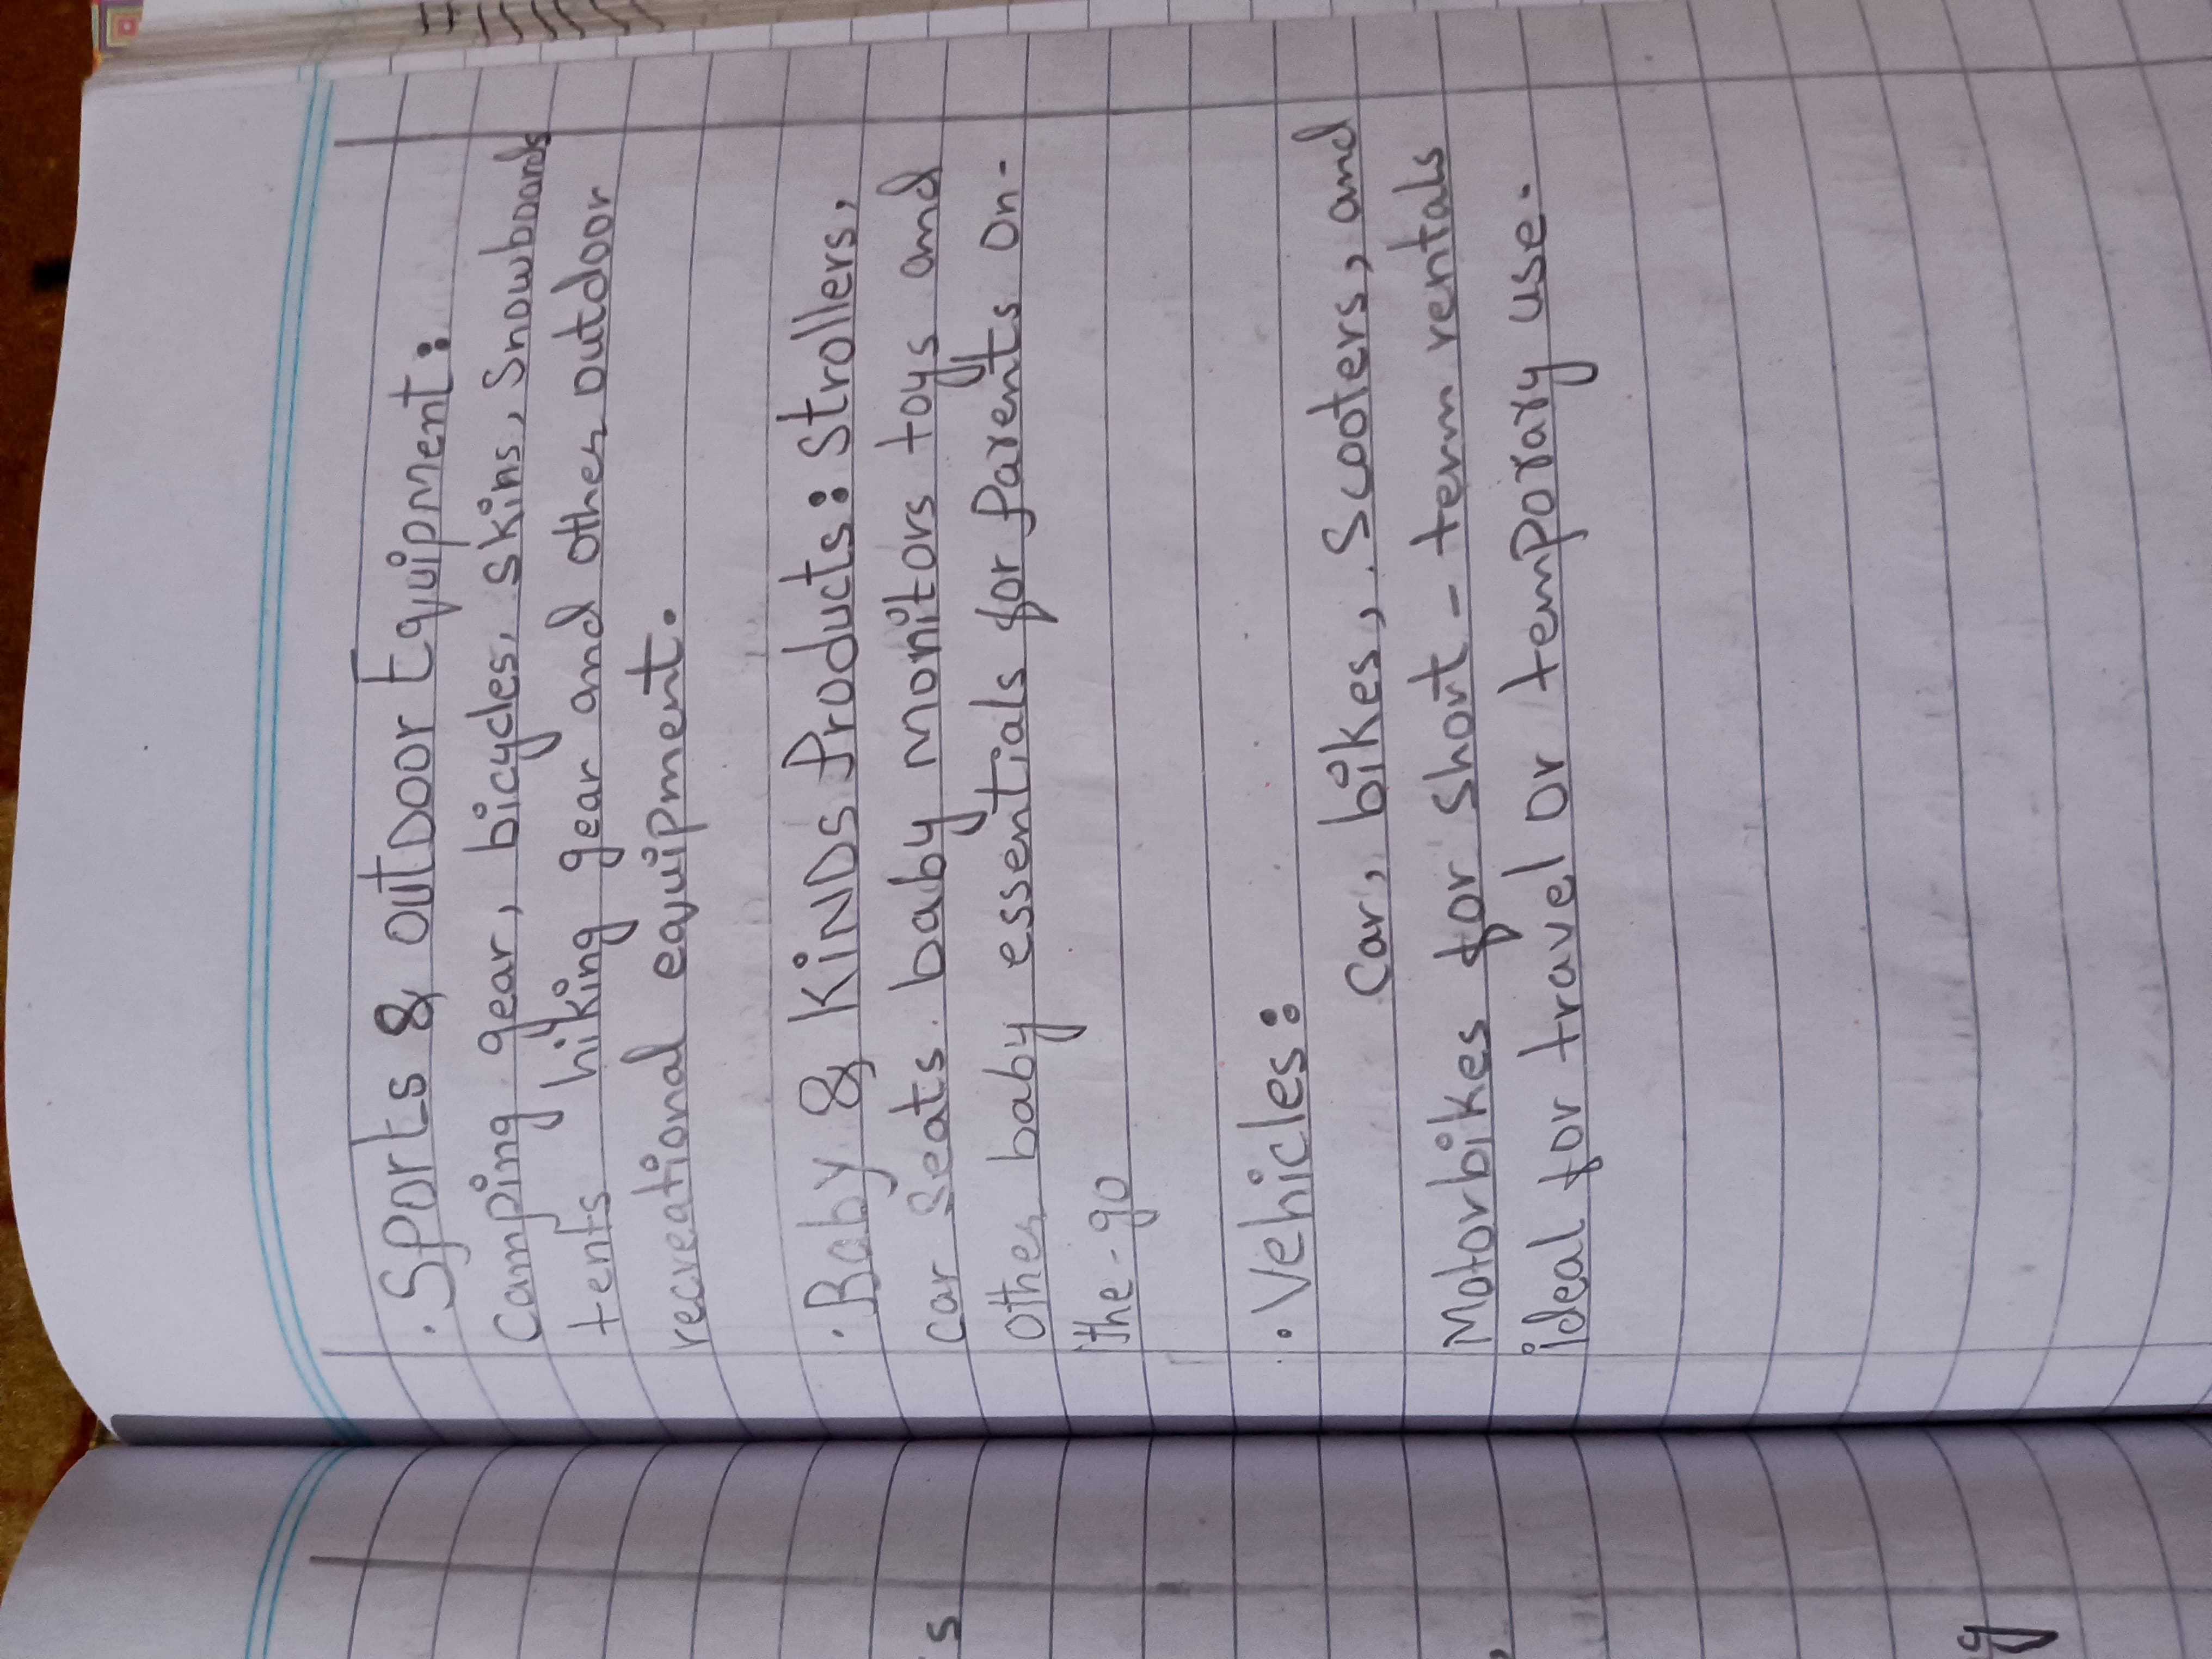 . Sports & OUTDOOR Equipment:
Camping gear, bicycles, skins, Snowboards
tents hiking gear and other outdoor
recreational equipment.
. Baby & KiNDS Products: Strollers,
car Seats. baby monitors toys and
Other baby essentials for Parents on-
the-go
. Vehicles:
Car, bikes, Scooters, and
Motorbikes for short - term rentals
ideal for travel or temporary use.
s
g